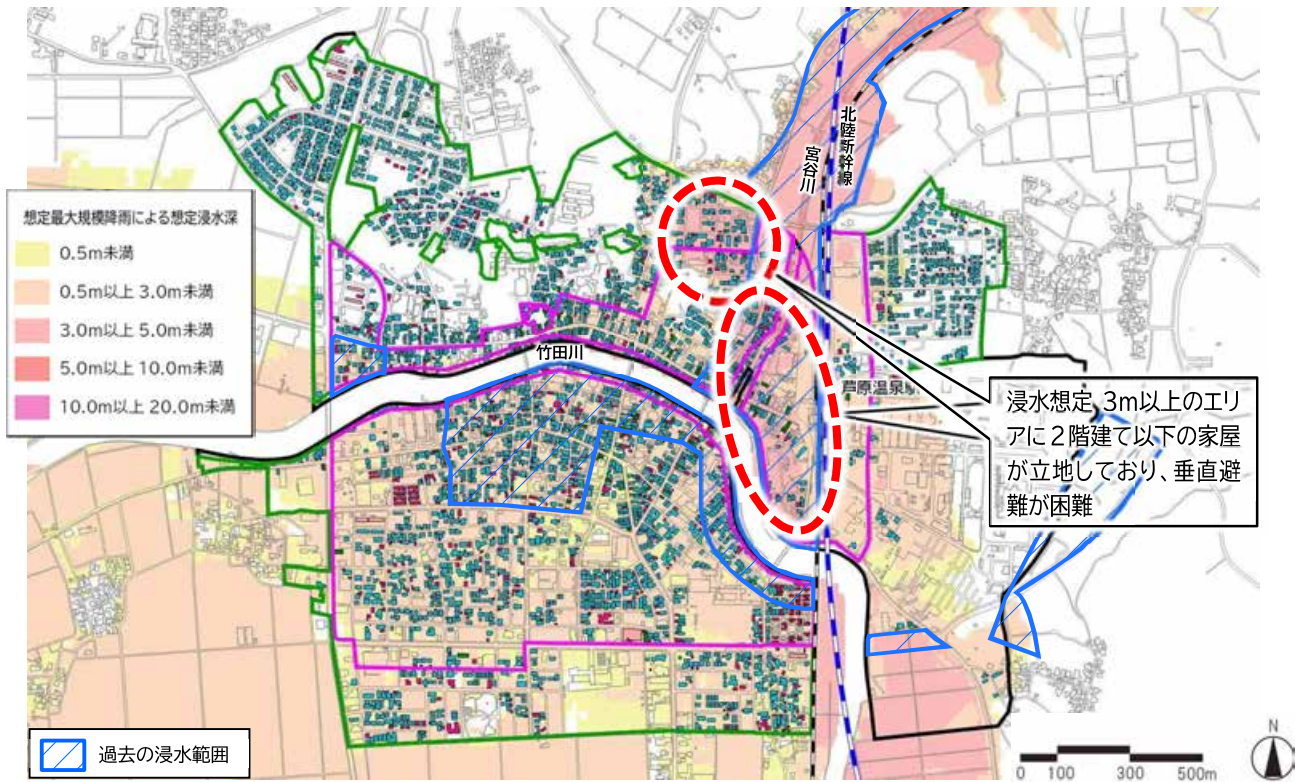 北陸新幹線
宮谷川
想定最大規模降雨による想定浸水深
0.5m未満
0.5m以上 3.0m未満
3.0m以上 5.0m未満
5.0m以上 10.0m未満
10.0m以上 20.0m未満
竹田川
芦原温泉駅
浸水想定 3m以上のエリ
アに2階建て以下の家屋
が立地しており、垂直避
難が困難
過去の浸水範囲
N
0 100 300 500m